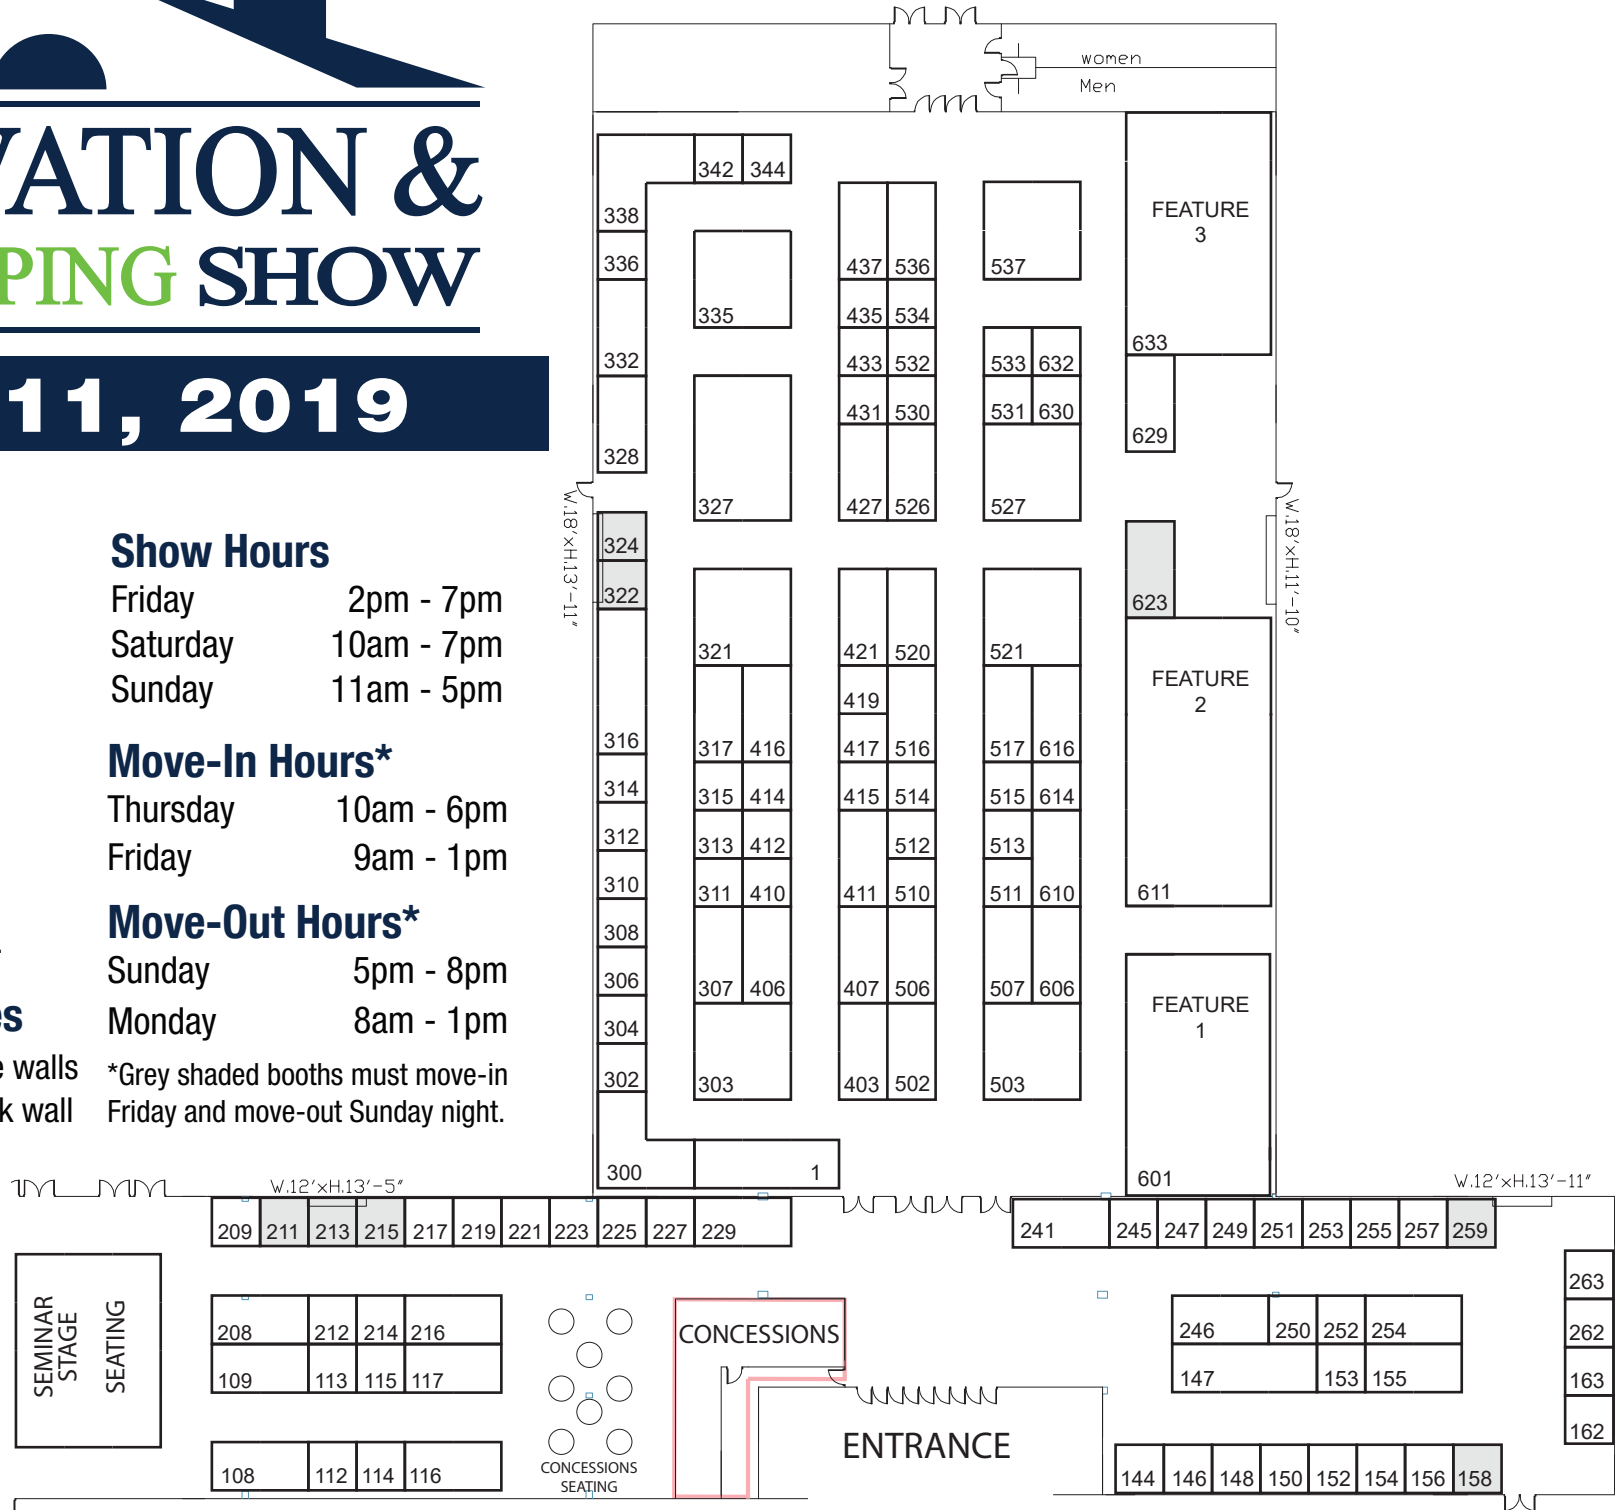 VATION &
PING SHOW
11, 2019
Show Hours
Friday 2pm - 7pm
Saturday 10am - 7pm
Sunday 11am - 5pm
Move-In Hours*
Thursday 10am - 6pm
Friday 9am - 1pm
Move-Out Hours*
Sunday 5pm - 8pm
Monday 8am - 1pm
*Grey shaded booths must move-in
Friday and move-out Sunday night.
es
e walls
k wall
women
Men
342 344
338
336
332
328
324
322
316
314
312
310
308
306
304
302
300 1
335
327
321
317 416
315 414
313 412
311 410
307 406
303
437 536
435 534
433 532
431 530
427 526
421 520
419
417 516
415 514
512
411 510
407 506
403 502
537
533 632
531 630
527
521
517 616
515 614
513
511 610
507 606
503
FEATURE
3
633
629
623
FEATURE
2
611
FEATURE
1
601
W.18'xH.13'-11"
W.18'xH.11'-10"
W.12'xH.13'-5"
W.12'xH.13'-11"
209 211 213 215 217 219 221 223 225 227 229
241 245 247 249 251 253 255 257 259
SEMINAR
STAGE
SEATING
208 212 214 216
109 113 115 117
108 112 114 116
CONCESSIONS
SEATING
CONCESSIONS
ENTRANCE
246 250 252 254
147 153 155
144 146 148 150 152 154 156 158
263
262
163
162